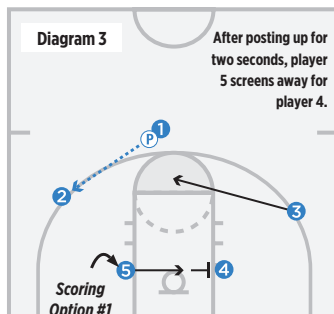 Diagram 3
After posting up for
two seconds, player
5 screens away for
player 4.
1
P
2
3
5
4
Scoring
Option #1